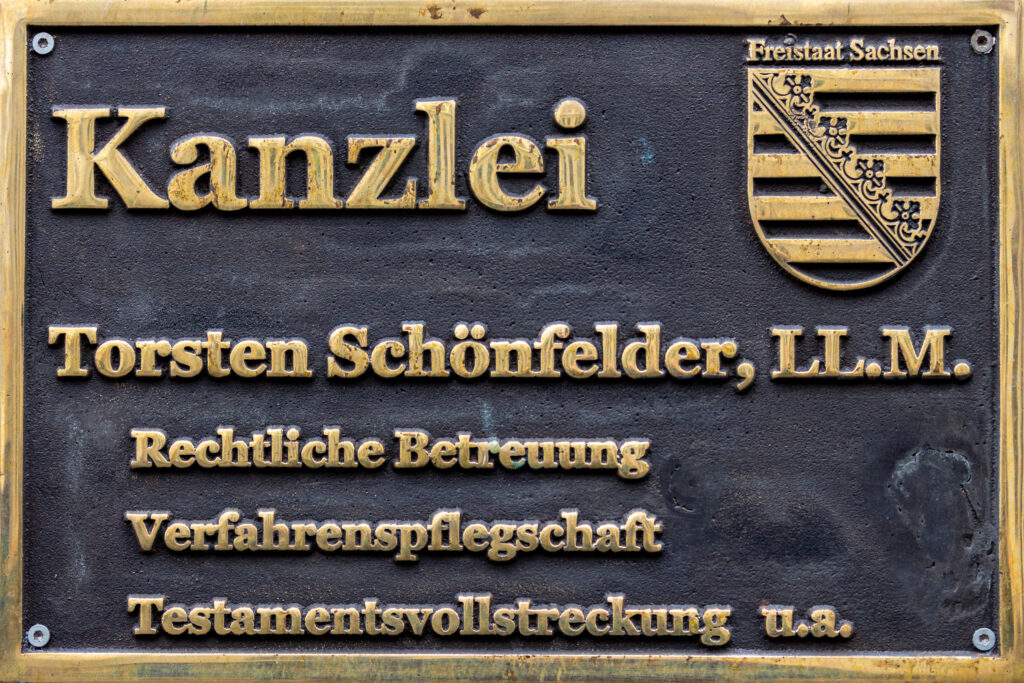 Freistaat Sachsen
Kanzlei
Torsten Schönfelder, LL.M.
Rechtliche Betreuung
Verfahrenspflegschaft
Testamentsvollstreckung u.a.